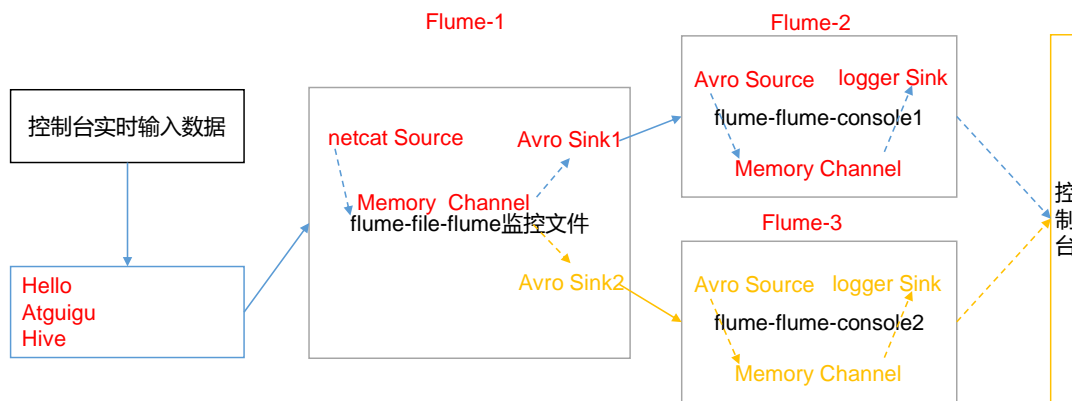 Flume-1
Flume-2
控制台实时输入数据
Hello
Atguigu
Hive
netcat Source
Avro Sink1
Memory Channel
flume-file-flume监控文件
Avro Sink2
Avro Source
logger Sink
flume-flume-console1
Memory Channel
Flume-3
Avro Source
logger Sink
flume-flume-console2
Memory Channel
控
制
台